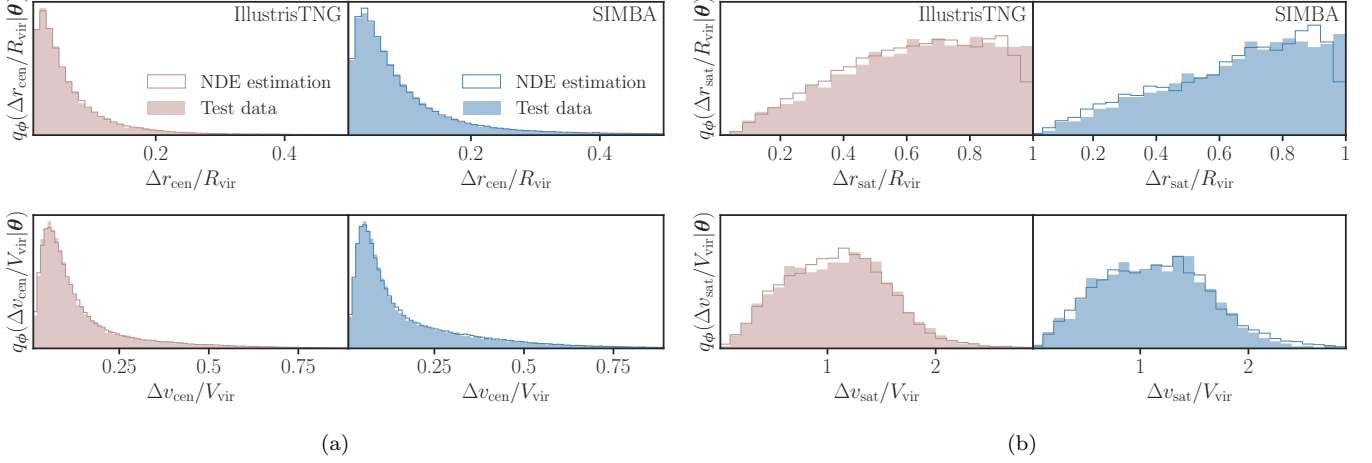 IllustrisTNG
SIMBA
q_ϕ(Δr_cen/R_vir|θ)
NDE estimation
Test data
NDE estimation
Test data
0.2 0.4 0.2 0.4
Δr_cen/R_vir Δr_cen/R_vir
q_ϕ(Δv_cen/V_vir|θ)
0.25 0.50 0.75 0.25 0.50 0.75
Δv_cen/V_vir Δv_cen/V_vir
(a)
IllustrisTNG
SIMBA
q_ϕ(Δr_sat/R_vir|θ)
0.2 0.4 0.6 0.8 1 0.2 0.4 0.6 0.8 1
Δr_sat/R_vir Δr_sat/R_vir
q_ϕ(Δv_sat/V_vir|θ)
1 2 1 2
Δv_sat/V_vir Δv_sat/V_vir
(b)